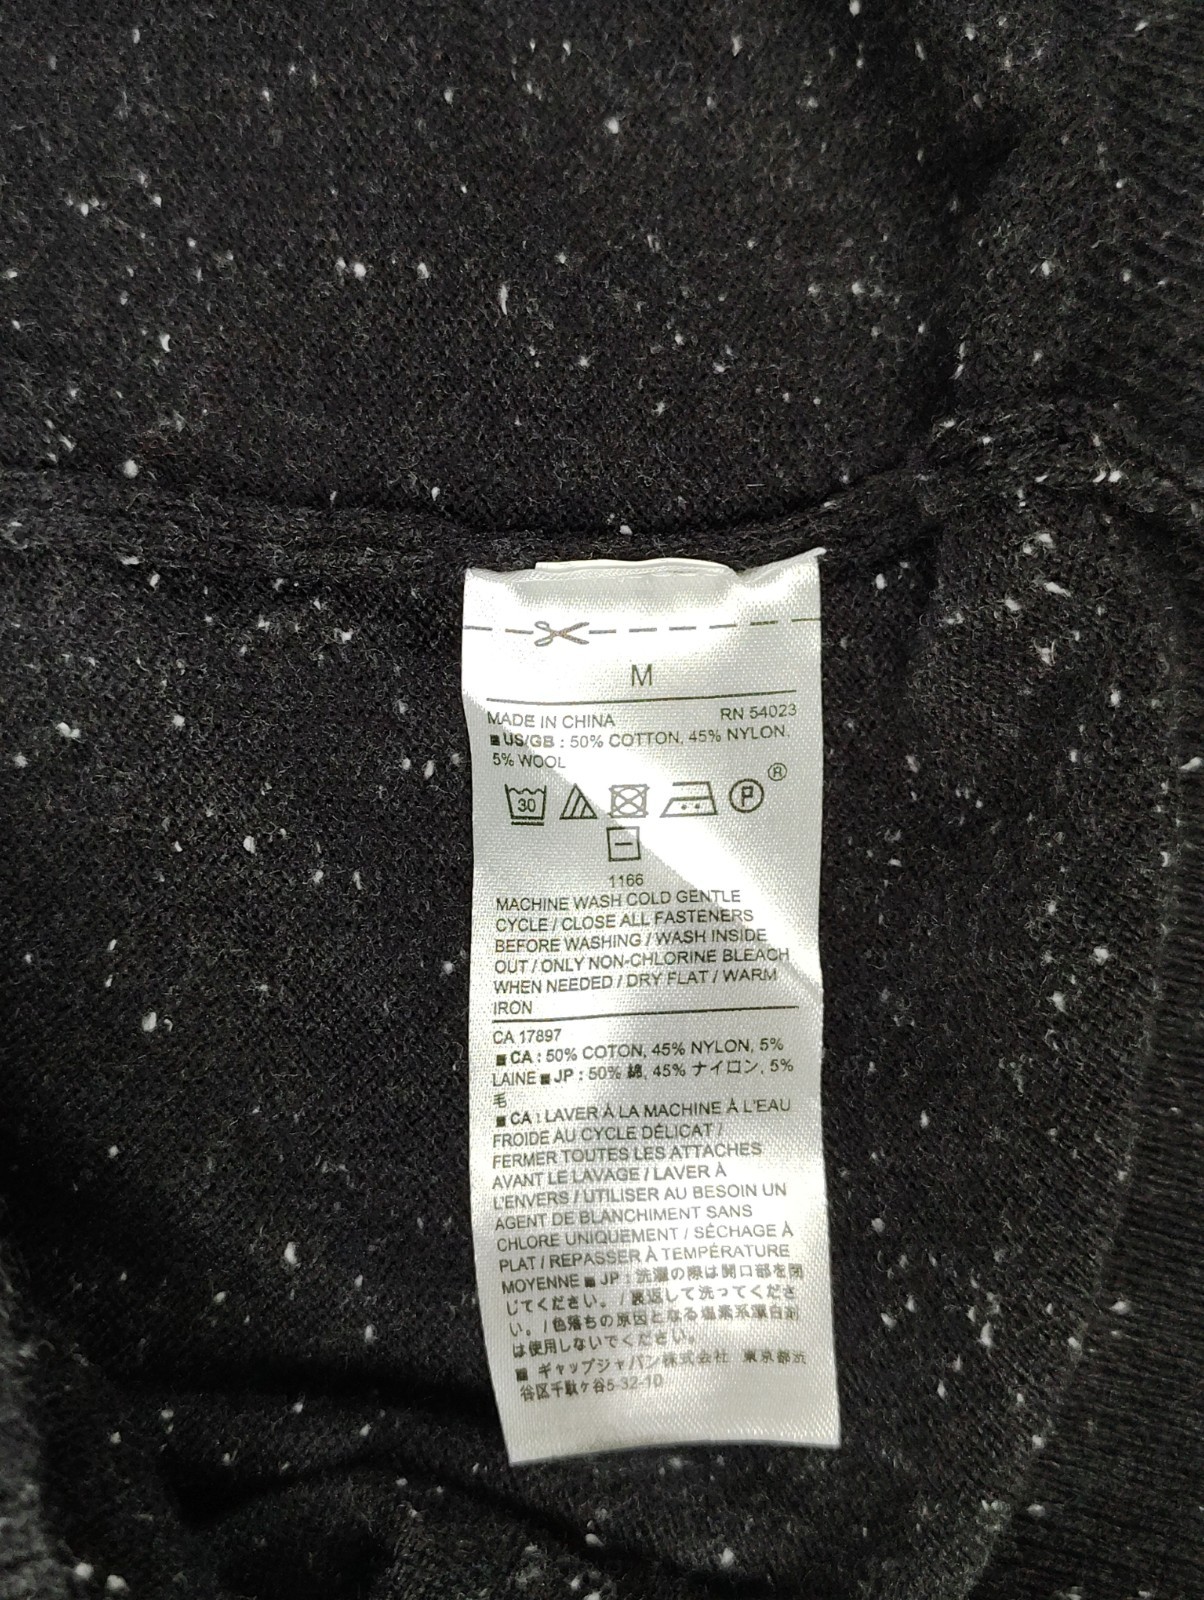 M
MADE IN CHINA RN 54023
■ US/GB : 50% COTTON, 45% NYLON,
5% WOOL
30 P ®
1166
MACHINE WASH COLD GENTLE
CYCLE / CLOSE ALL FASTENERS
BEFORE WASHING / WASH INSIDE
OUT / ONLY NON-CHLORINE BLEACH
WHEN NEEDED / DRY FLAT / WARM
IRON
CA 17897
■ CA : 50% COTON, 45% NYLON, 5%
LAINE ■ JP : 50% 綿, 45% ナイロン, 5%
毛
■ CA : LAVER À LA MACHINE À L'EAU
FROIDE AU CYCLE DÉLICAT /
FERMER TOUTES LES ATTACHES
AVANT LE LAVAGE / LAVER À
L'ENVERS / UTILISER AU BESOIN UN
AGENT DE BLANCHIMENT SANS
CHLORE UNIQUEMENT / SÉCHAGE À
PLAT / REPASSER À TEMPÉRATURE
MOYENNE ■ JP : 洗濯の際は開口部を閉
じてください。 / 裏返して洗ってくださ
い。 / 色落ちの原因となる塩素系漂白剤
は使用しないでください。
■ ギャップジャパン株式会社 東京都渋
谷区千駄ヶ谷5-32-10